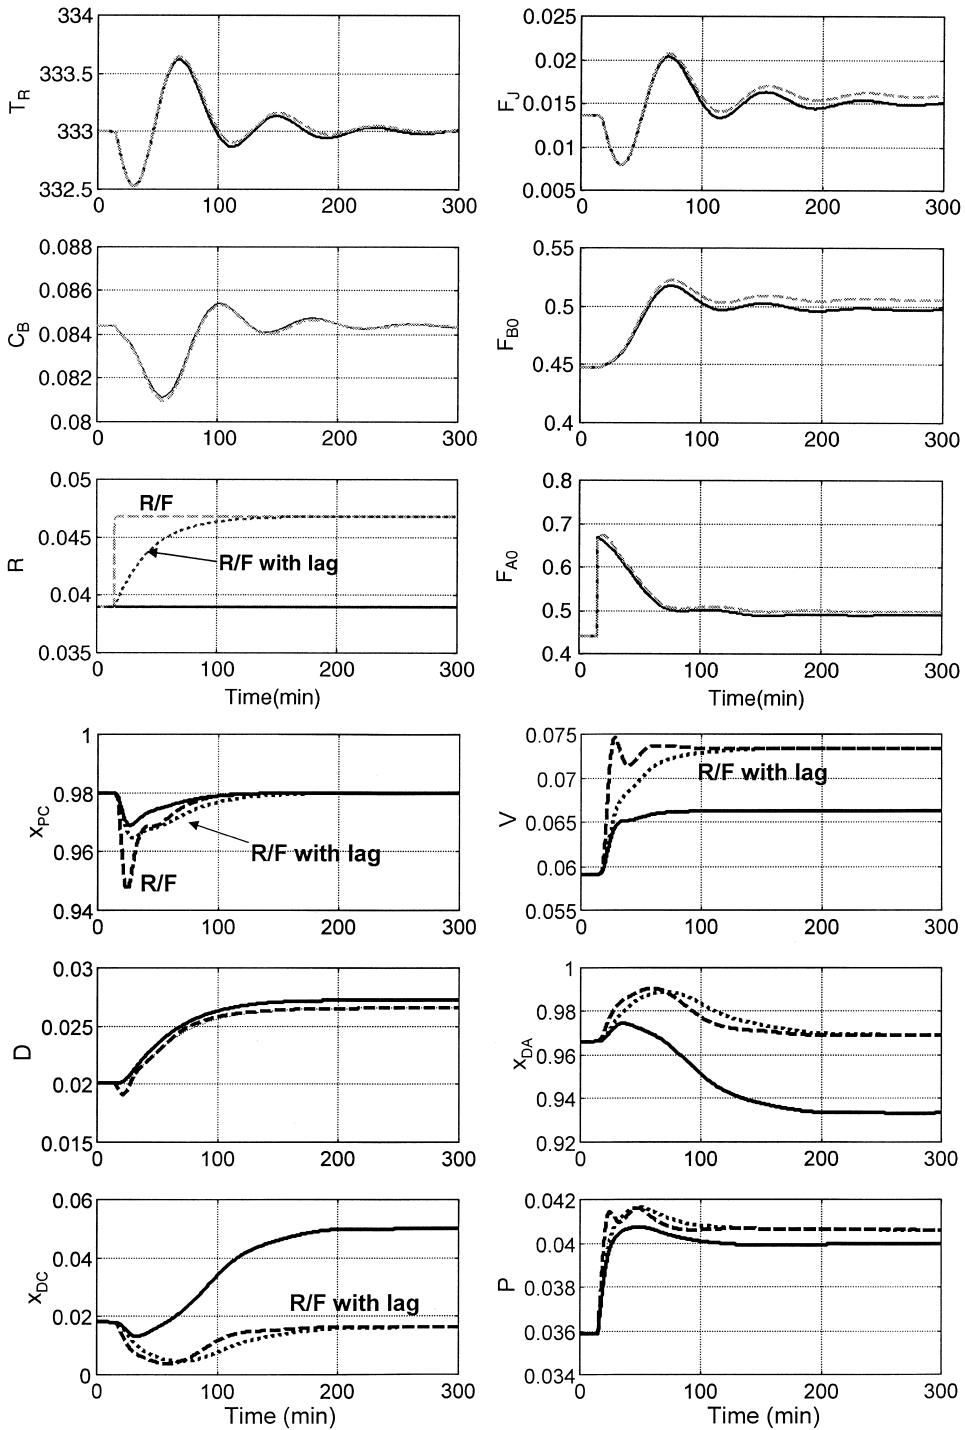 334
333.5
333
332.5
T_R
0 100 200 300
0.025
0.02
0.015
0.01
0.005
F_J
0 100 200 300
0.088
0.086
0.084
0.082
0.08
C_B
0 100 200 300
0.55
0.5
0.45
0.4
F_B0
0 100 200 300
0.05
0.045
0.04
0.035
R
R/F
R/F with lag
0 100 200 300
Time(min)
0.8
0.7
0.6
0.5
0.4
F_A0
0 100 200 300
Time(min)
1
0.98
0.96
0.94
x_PC
R/F with lag
R/F
0 100 200 300
0.075
0.07
0.065
0.06
0.055
V
R/F with lag
0 100 200 300
0.03
0.025
0.02
0.015
D
0 100 200 300
1
0.98
0.96
0.94
0.92
x_DA
0 100 200 300
0.06
0.04
0.02
0
x_DC
R/F with lag
0 100 200 300
Time (min)
0.042
0.04
0.038
0.036
0.034
P
0 100 200 300
Time (min)